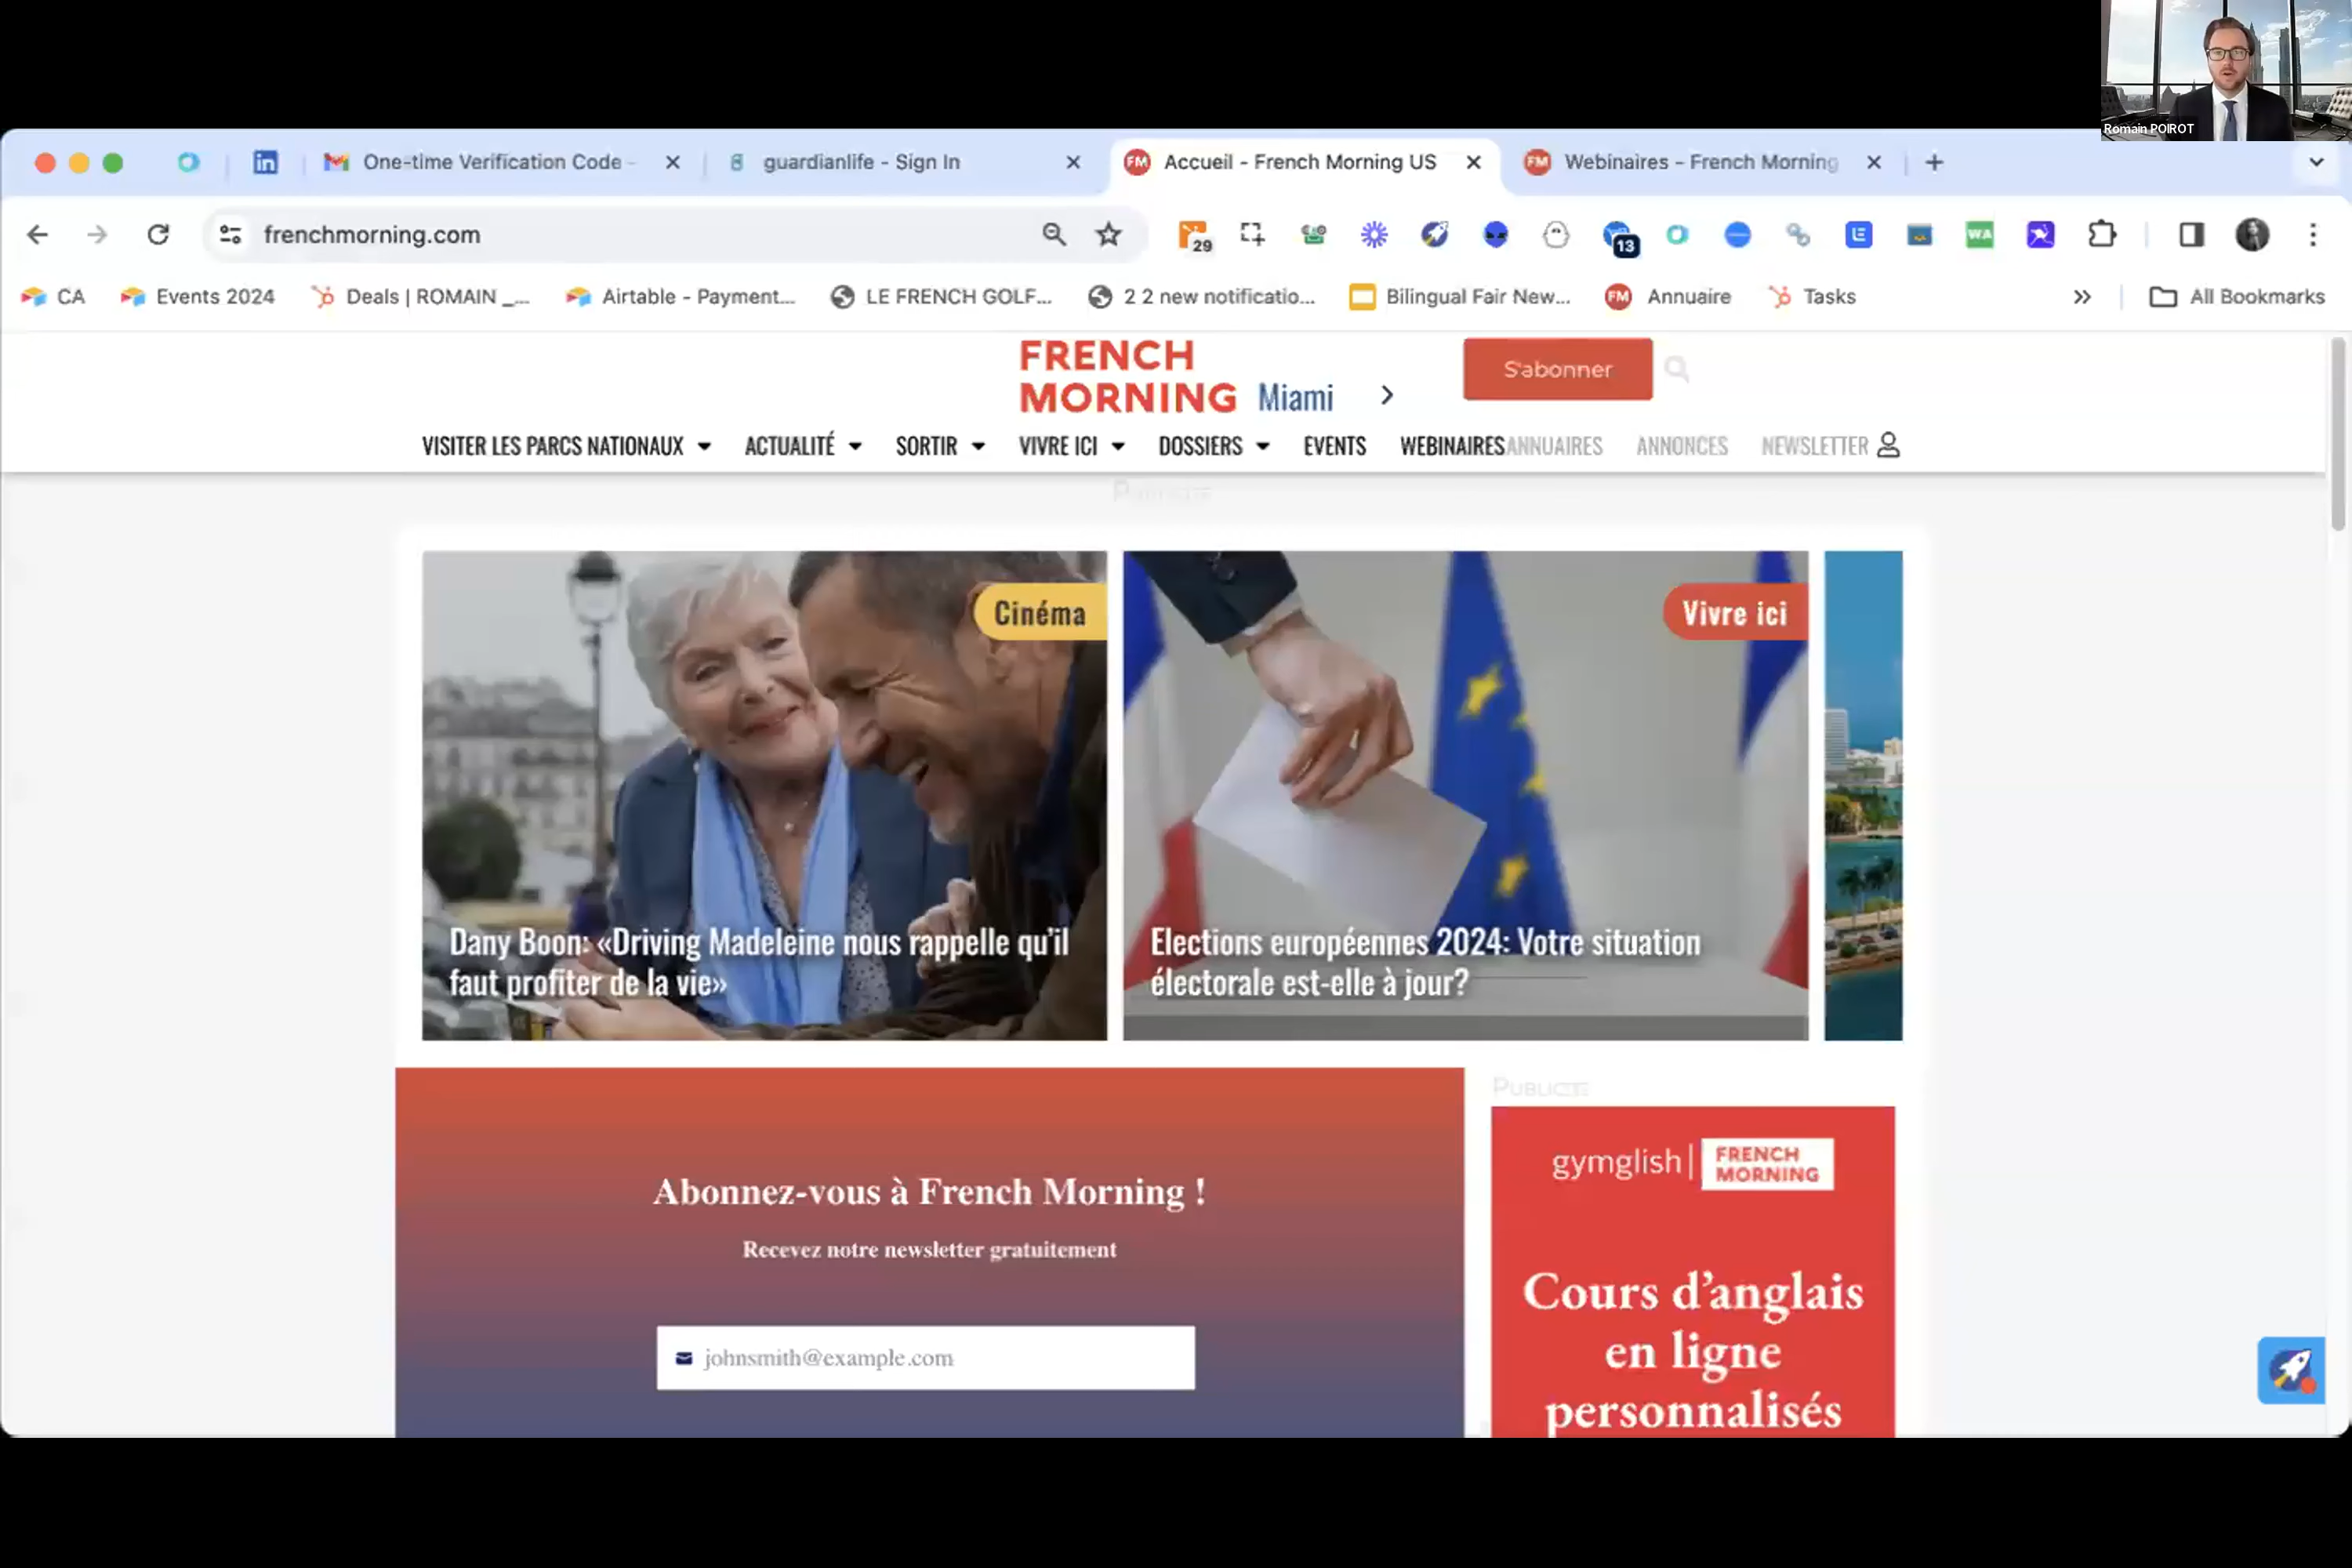 Romain POIROT
One-time Verification Code -
guardianlife - Sign In
Accueil - French Morning US
Webinaires - French Morning
frenchmorning.com
29
13
WA
CA
Events 2024
Deals | ROMAIN _...
Airtable - Payment...
LE FRENCH GOLF...
2 2 new notificatio...
Bilingual Fair New...
FM
Annuaire
Tasks
All Bookmarks
FRENCH
MORNING Miami
S'abonner
VISITER LES PARCS NATIONAUX
ACTUALITÉ
SORTIR
VIVRE ICI
DOSSIERS
EVENTS
WEBINAIRES
ANNUAIRES
ANNONCES
NEWSLETTER
PUBLICITÉ
Cinéma
Dany Boon: «Driving Madeleine nous rappelle qu'il
faut profiter de la vie»
Vivre ici
Elections européennes 2024: Votre situation
électorale est-elle à jour?
Abonnez-vous à French Morning !
Recevez notre newsletter gratuitement
johnsmith@example.com
PUBLICITÉ
gymglish | FRENCH
MORNING
Cours d'anglais
en ligne
personnalisés